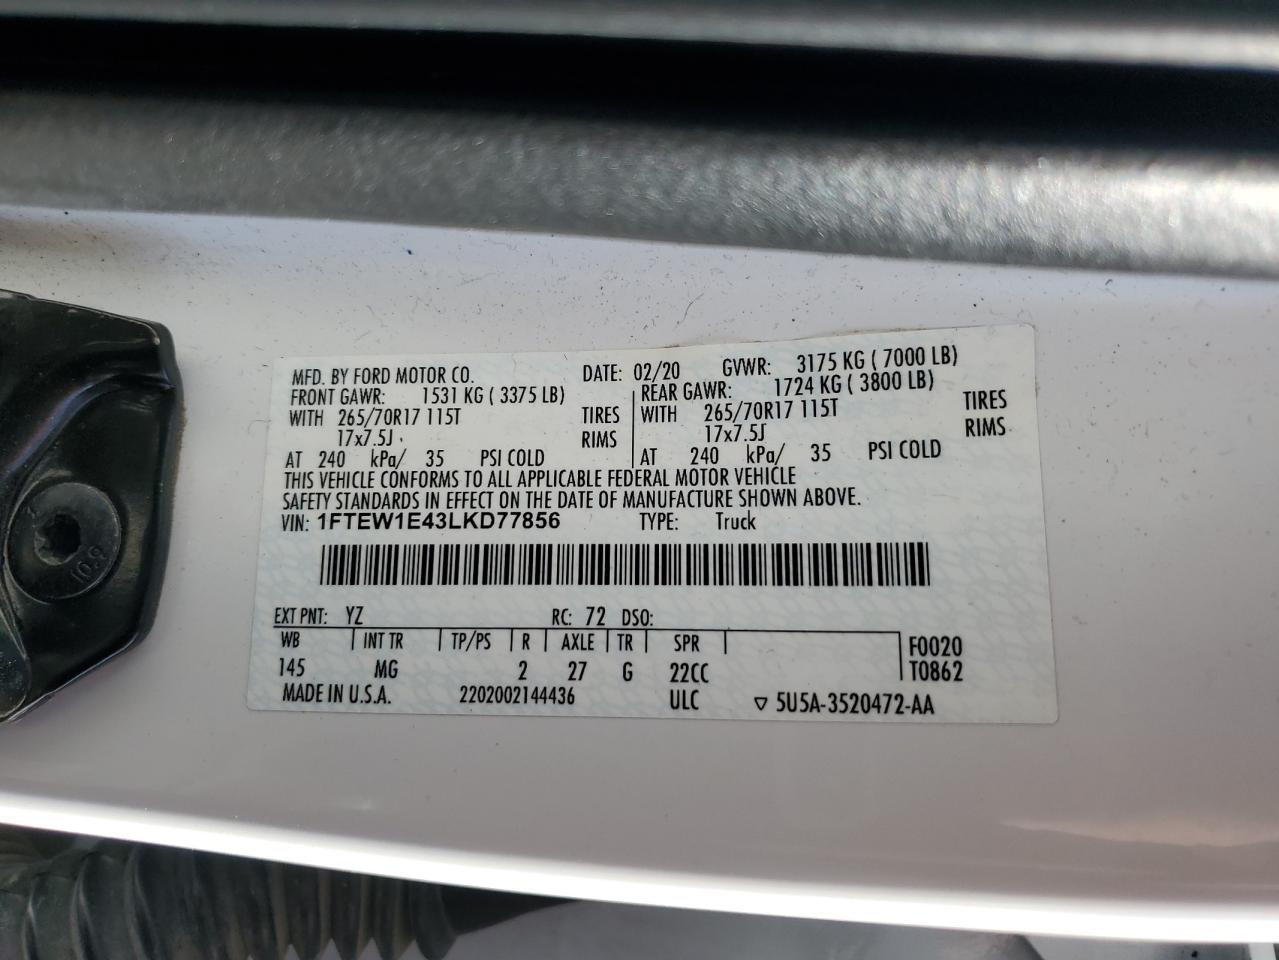 MFD. BY FORD MOTOR CO. DATE: 02/20 GVWR: 3175 KG ( 7000 LB)
FRONT GAWR: 1531 KG ( 3375 LB) REAR GAWR: 1724 KG ( 3800 LB)
WITH 265/70R17 115T TIRES WITH 265/70R17 115T TIRES
17x7.5J RIMS 17x7.5J RIMS
AT 240 kPa/ 35 PSI COLD AT 240 kPa/ 35 PSI COLD
THIS VEHICLE CONFORMS TO ALL APPLICABLE FEDERAL MOTOR VEHICLE
SAFETY STANDARDS IN EFFECT ON THE DATE OF MANUFACTURE SHOWN ABOVE.
VIN: 1FTEW1E43LKD77856 TYPE: Truck
EXT PNT: YZ RC: 72 DSO:
WB INT TR TP/PS R AXLE TR SPR F0020
145 MG 2 27 G 22CC T0862
MADE IN U.S.A. 2202002144436 ULC ▽ 5U5A-3520472-AA
10.9